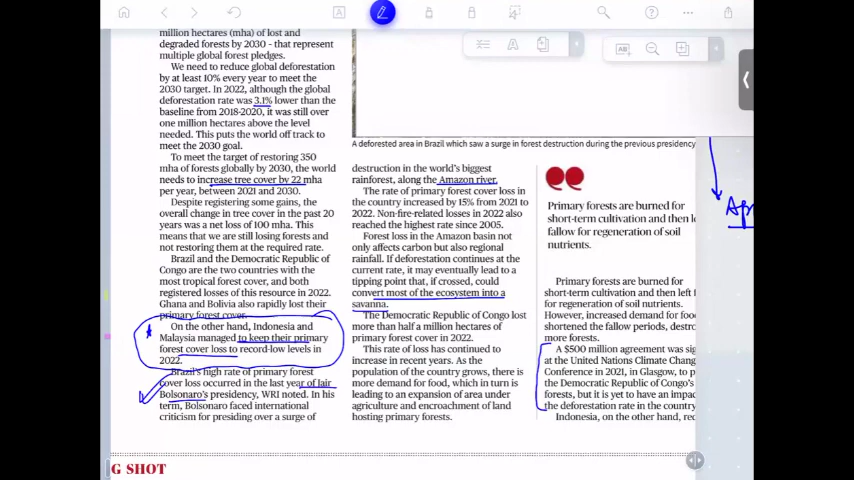 million hectares (mha) of lost and
degraded forests by 2030 - that represent
multiple global forest pledges.
We need to reduce global deforestation
by at least 10% every year to meet the
2030 target. In 2022, although the global
deforestation rate was 3.1% lower than the
baseline from 2018-2020, it was still over
one million hectares above the level
needed. This puts the world off track to
meet the 2030 goal.
To meet the target of restoring 350
mha of forests globally by 2030, the world
needs to increase tree cover by 22 mha
per year, between 2021 and 2030.
Despite registering some gains, the
overall change in tree cover in the past 20
years was a net loss of 100 mha. This
means that we are still losing forests and
not restoring them at the required rate.
Brazil and the Democratic Republic of
Congo are the two countries with the
most tropical forest cover, and both
registered losses of this resource in 2022.
Ghana and Bolivia also rapidly lost their
primary forest cover.
On the other hand, Indonesia and
Malaysia managed to keep their primary
forest cover loss to record-low levels in
2022.
Brazil's high rate of primary forest
cover loss occurred in the last year of Jair
Bolsonaro's presidency, WRI noted. In his
term, Bolsonaro faced international
criticism for presiding over a surge of
A deforested area in Brazil which saw a surge in forest destruction during the previous presidency
destruction in the world's biggest
rainforest, along the Amazon river.
The rate of primary forest cover loss in
the country increased by 15% from 2021 to
2022. Non-fire-related losses in 2022 also
reached the highest rate since 2005.
Forest loss in the Amazon basin not
only affects carbon but also regional
rainfall. If deforestation continues at the
current rate, it may eventually lead to a
tipping point that, if crossed, could
convert most of the ecosystem into a
savanna.
The Democratic Republic of Congo lost
more than half a million hectares of
primary forest cover in 2022.
This rate of loss has continued to
increase in recent years. As the
population of the country grows, there is
more demand for food, which in turn is
leading to an expansion of area under
agriculture and encroachment of land
hosting primary forests.
Primary forests are burned for
short-term cultivation and then le
fallow for regeneration of soil
nutrients.
Primary forests are burned for
short-term cultivation and then left f
for regeneration of soil nutrients.
However, increased demand for food
shortened the fallow periods, destro
more forests.
A $500 million agreement was sig
at the United Nations Climate Chang
Conference in 2021, in Glasgow, to p
the Democratic Republic of Congo's
forests, but it is yet to have an impac
the deforestation rate in the country
Indonesia, on the other hand, red
G SHOT